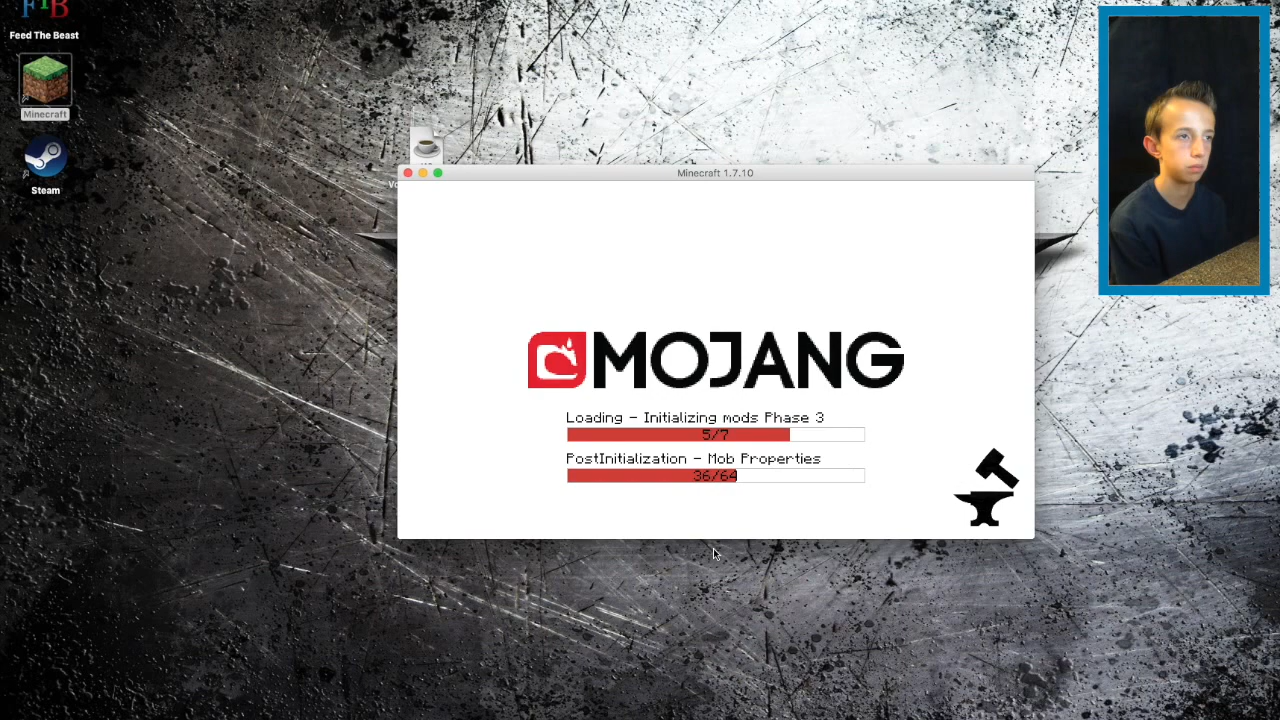 FTB
Feed The Beast
Minecraft
Steam
Minecraft 1.7.10
MOJANG
Loading - Initializing mods Phase 3
5/7
PostInitialization - Mob Properties
36/64